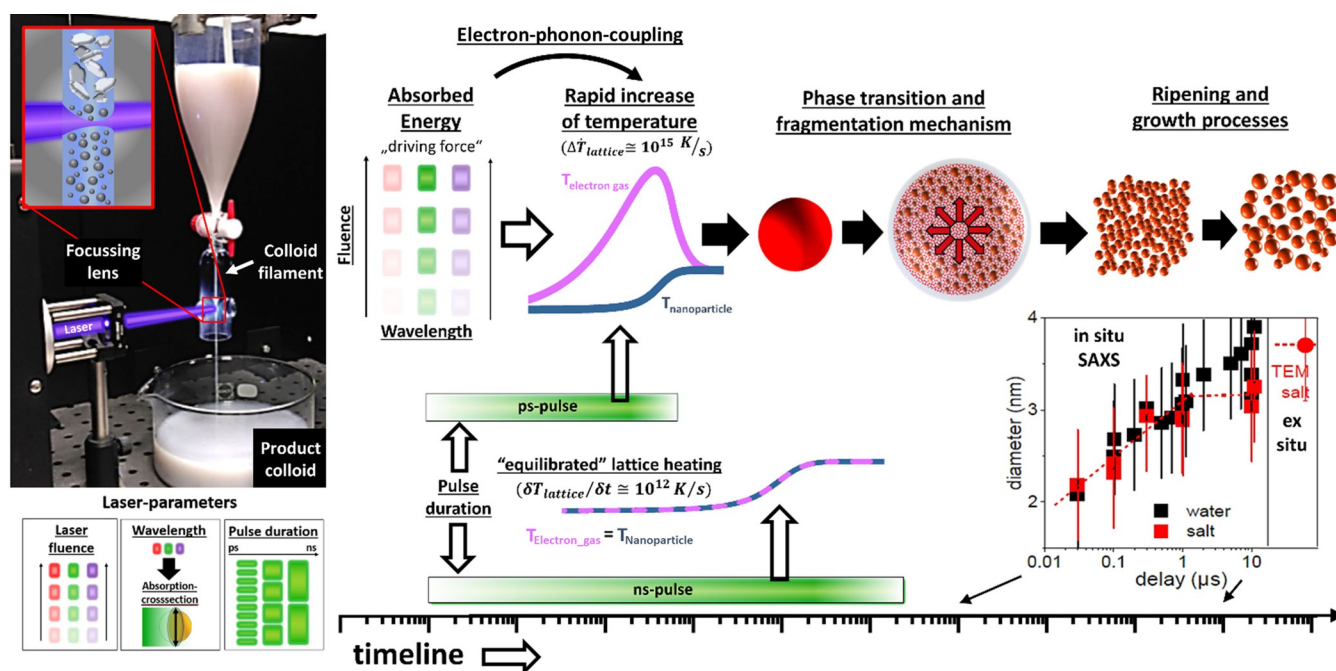 Focussing
lens
Colloid
filament
Laser
Product
colloid
Laser-parameters
Laser
fluence
Wavelength
Absorption-
crosssection
Pulse duration
ps
ns
Electron-phonon-coupling
Absorbed
Energy
„driving force"
Fluence
Wavelength
Rapid increase
of temperature
(ΔṪlattice≅ 10¹⁵ K/s)
Telectron gas
Tnanoparticle
Phase transition and
fragmentation mechanism
Ripening and
growth processes
ps-pulse
Pulse
duration
"equilibrated" lattice heating
(δTlattice/δt ≅ 10¹² K/s)
TElectron_gas = TNanoparticle
ns-pulse
in situ
SAXS
TEM
salt
ex
situ
water
salt
diameter (nm)
4
3
2
0.01
0.1
1
10
delay (µs)
timeline